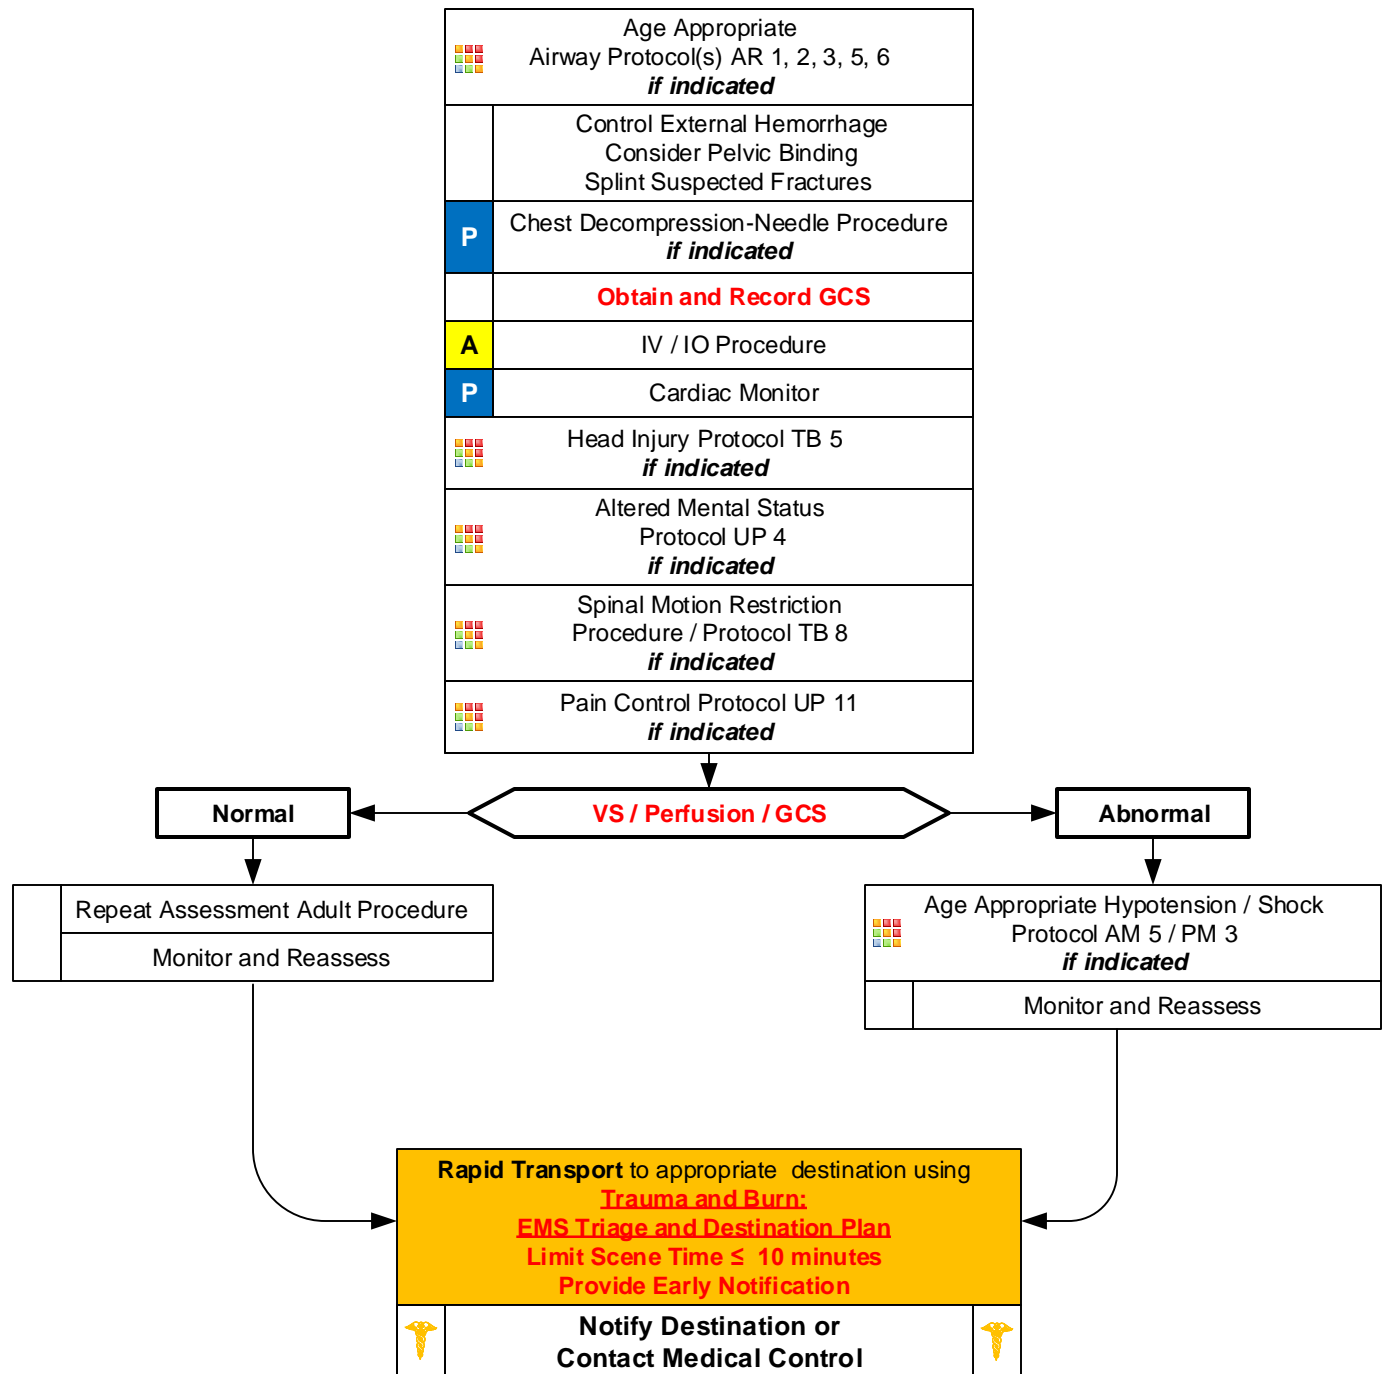 Age Appropriate
Airway Protocol(s) AR 1, 2, 3, 5, 6
if indicated
Control External Hemorrhage
Consider Pelvic Binding
Splint Suspected Fractures
P
Chest Decompression-Needle Procedure
if indicated
Obtain and Record GCS
A
IV / IO Procedure
P
Cardiac Monitor
Head Injury Protocol TB 5
if indicated
Altered Mental Status
Protocol UP 4
if indicated
Spinal Motion Restriction
Procedure / Protocol TB 8
if indicated
Pain Control Protocol UP 11
if indicated
Normal
VS / Perfusion / GCS
Abnormal
Repeat Assessment Adult Procedure
Monitor and Reassess
Age Appropriate Hypotension / Shock
Protocol AM 5 / PM 3
if indicated
Monitor and Reassess
Rapid Transport to appropriate destination using
Trauma and Burn:
EMS Triage and Destination Plan
Limit Scene Time ≤ 10 minutes
Provide Early Notification
Notify Destination or
Contact Medical Control